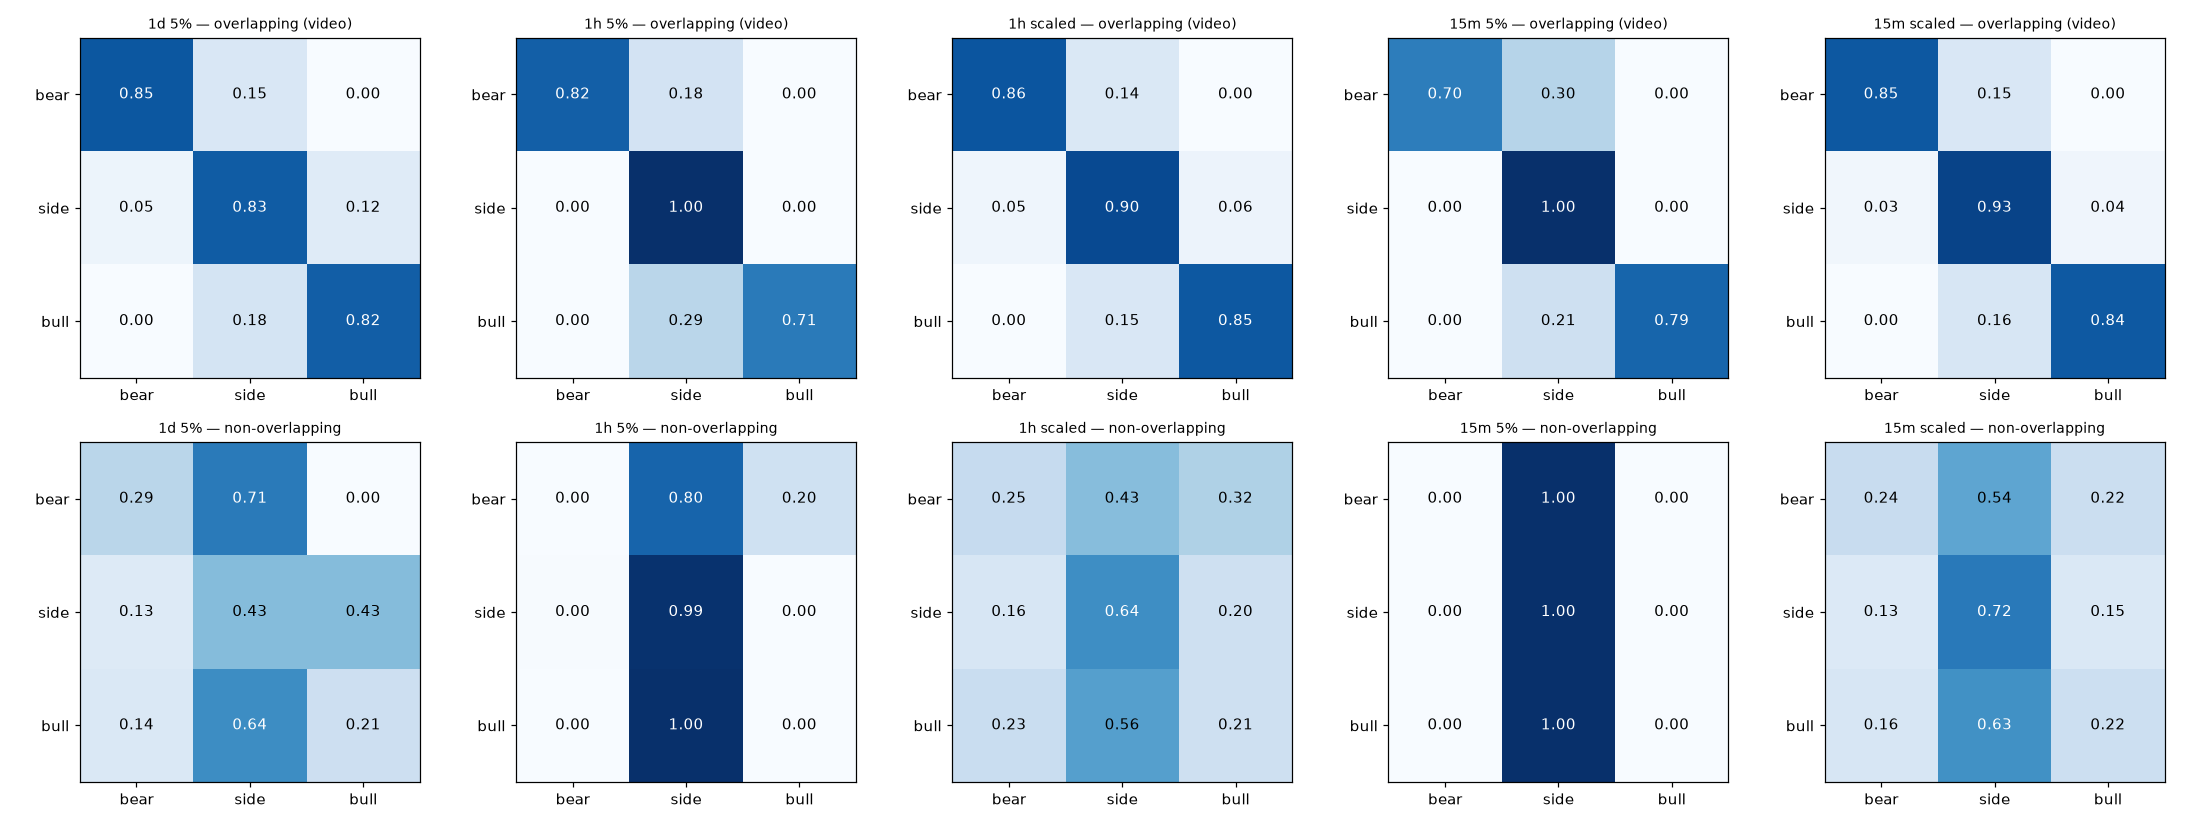 1d 5% — overlapping (video)
bear 0.85 0.15 0.00
side 0.05 0.83 0.12
bull 0.00 0.18 0.82
bear side bull
1h 5% — overlapping (video)
bear 0.82 0.18 0.00
side 0.00 1.00 0.00
bull 0.00 0.29 0.71
bear side bull
1h scaled — overlapping (video)
bear 0.86 0.14 0.00
side 0.05 0.90 0.06
bull 0.00 0.15 0.85
bear side bull
15m 5% — overlapping (video)
bear 0.70 0.30 0.00
side 0.00 1.00 0.00
bull 0.00 0.21 0.79
bear side bull
15m scaled — overlapping (video)
bear 0.85 0.15 0.00
side 0.03 0.93 0.04
bull 0.00 0.16 0.84
bear side bull
1d 5% — non-overlapping
bear 0.29 0.71 0.00
side 0.13 0.43 0.43
bull 0.14 0.64 0.21
bear side bull
1h 5% — non-overlapping
bear 0.00 0.80 0.20
side 0.00 0.99 0.00
bull 0.00 1.00 0.00
bear side bull
1h scaled — non-overlapping
bear 0.25 0.43 0.32
side 0.16 0.64 0.20
bull 0.23 0.56 0.21
bear side bull
15m 5% — non-overlapping
bear 0.00 1.00 0.00
side 0.00 1.00 0.00
bull 0.00 1.00 0.00
bear side bull
15m scaled — non-overlapping
bear 0.24 0.54 0.22
side 0.13 0.72 0.15
bull 0.16 0.63 0.22
bear side bull